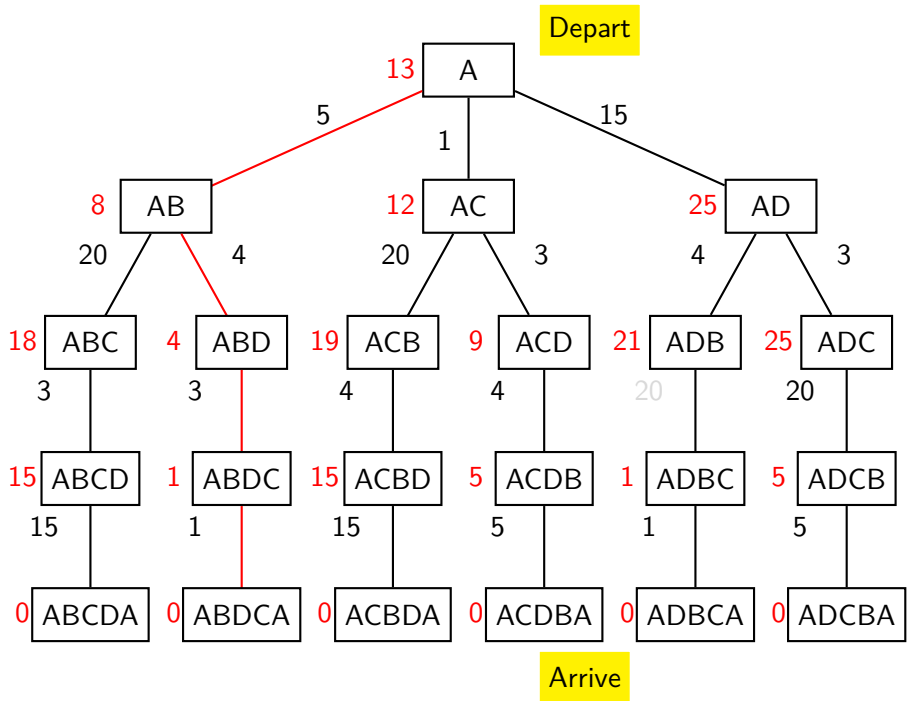 Depart
13 A
5 1 15
8 AB 12 AC 25 AD
20 4 20 3 4 3
18 ABC 4 ABD 19 ACB 9 ACD 21 ADB 25 ADC
3 3 4 4 20 20
15 ABCD 1 ABDC 15 ACBD 5 ACDB 1 ADBC 5 ADCB
15 1 15 5 1 5
0 ABCDA 0 ABDCA 0 ACBDA 0 ACDBA 0 ADBCA 0 ADCBA
Arrive